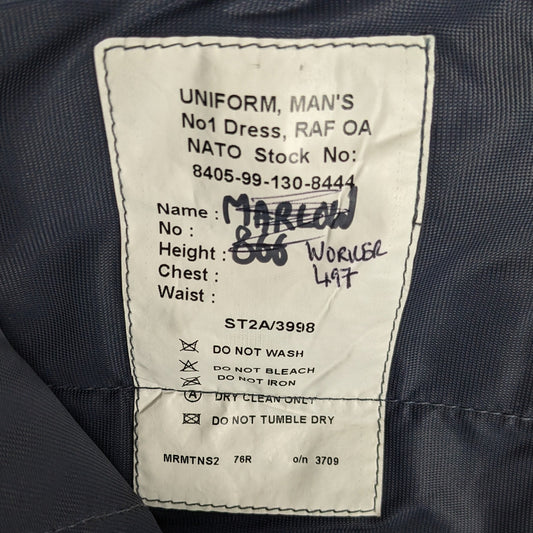 UNIFORM, MAN'S
No1 Dress, RAF OA
NATO Stock No:
8405-99-130-8444
Name : MARLOW
No :
Height : 866 WORKER
Chest : 497
Waist :
ST2A/3998
DO NOT WASH
DO NOT BLEACH
DO NOT IRON
A DRY CLEAN ONLY
DO NOT TUMBLE DRY
MRMTNS2 76R o/n 3709